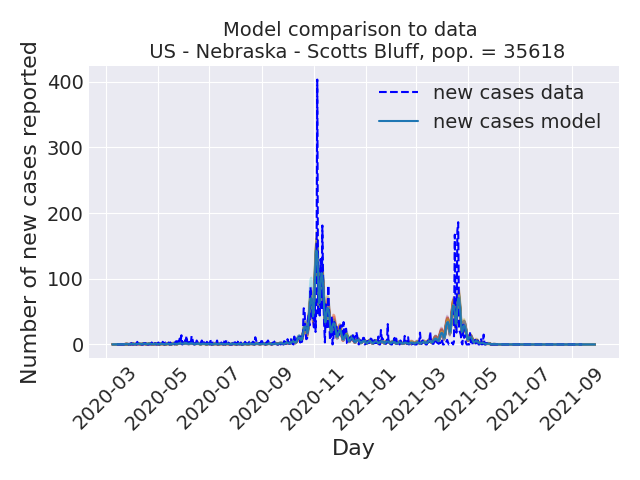 Model comparison to data
US - Nebraska - Scotts Bluff, pop. = 35618
Number of new cases reported
400
300
200
100
0
new cases data
new cases model
2020-03
2020-05
2020-07
2020-09
2020-11
2021-01
2021-03
2021-05
2021-07
2021-09
Day